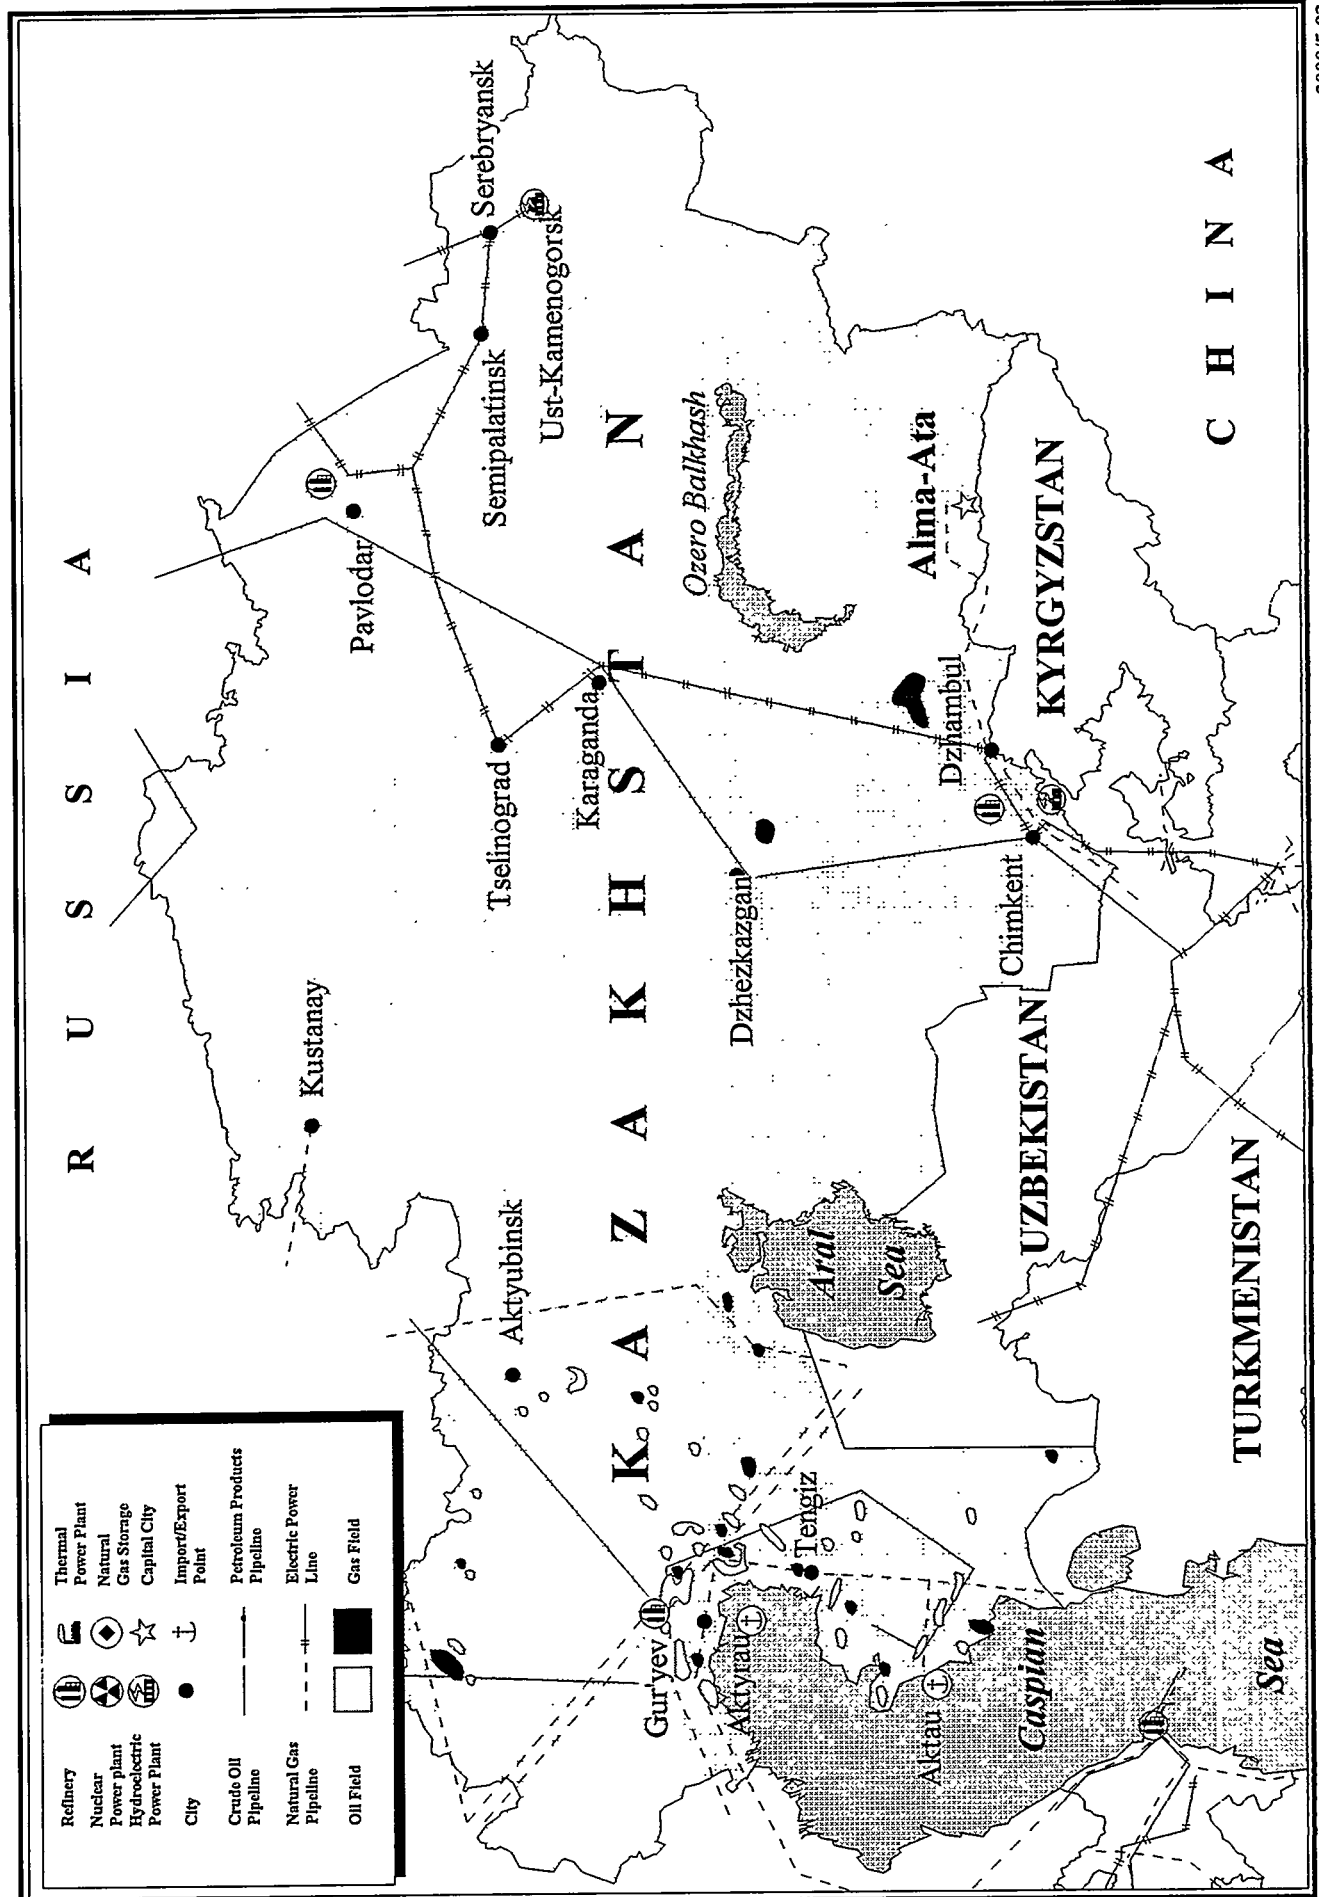 R U S S I A
Refinery
Thermal
Power Plant
Nuclear
Power plant
Natural
Gas Storage
Hydroelectric
Power Plant
Capital City
City
Import/Export
Point
Crude Oil
Pipeline
Petroleum Products
Pipeline
Natural Gas
Pipeline
Electric Power
Line
Oil Field
Gas Field
Kustanay
Pavlodar
Aktyubinsk
Tselinograd
Semipalatinsk
Serebryansk
Ust-Kamenogorsk
Karaganda
K A Z A K H S T A N
Gur'yev
Aktyrau
Tengiz
Dzhezkazgan
Ozero Balkhash
Aral
Sea
Aktau
Alma-Ata
Dzhambul
Chimkent
Caspian
Sea
UZBEKISTAN
KYRGYZSTAN
TURKMENISTAN
C H I N A